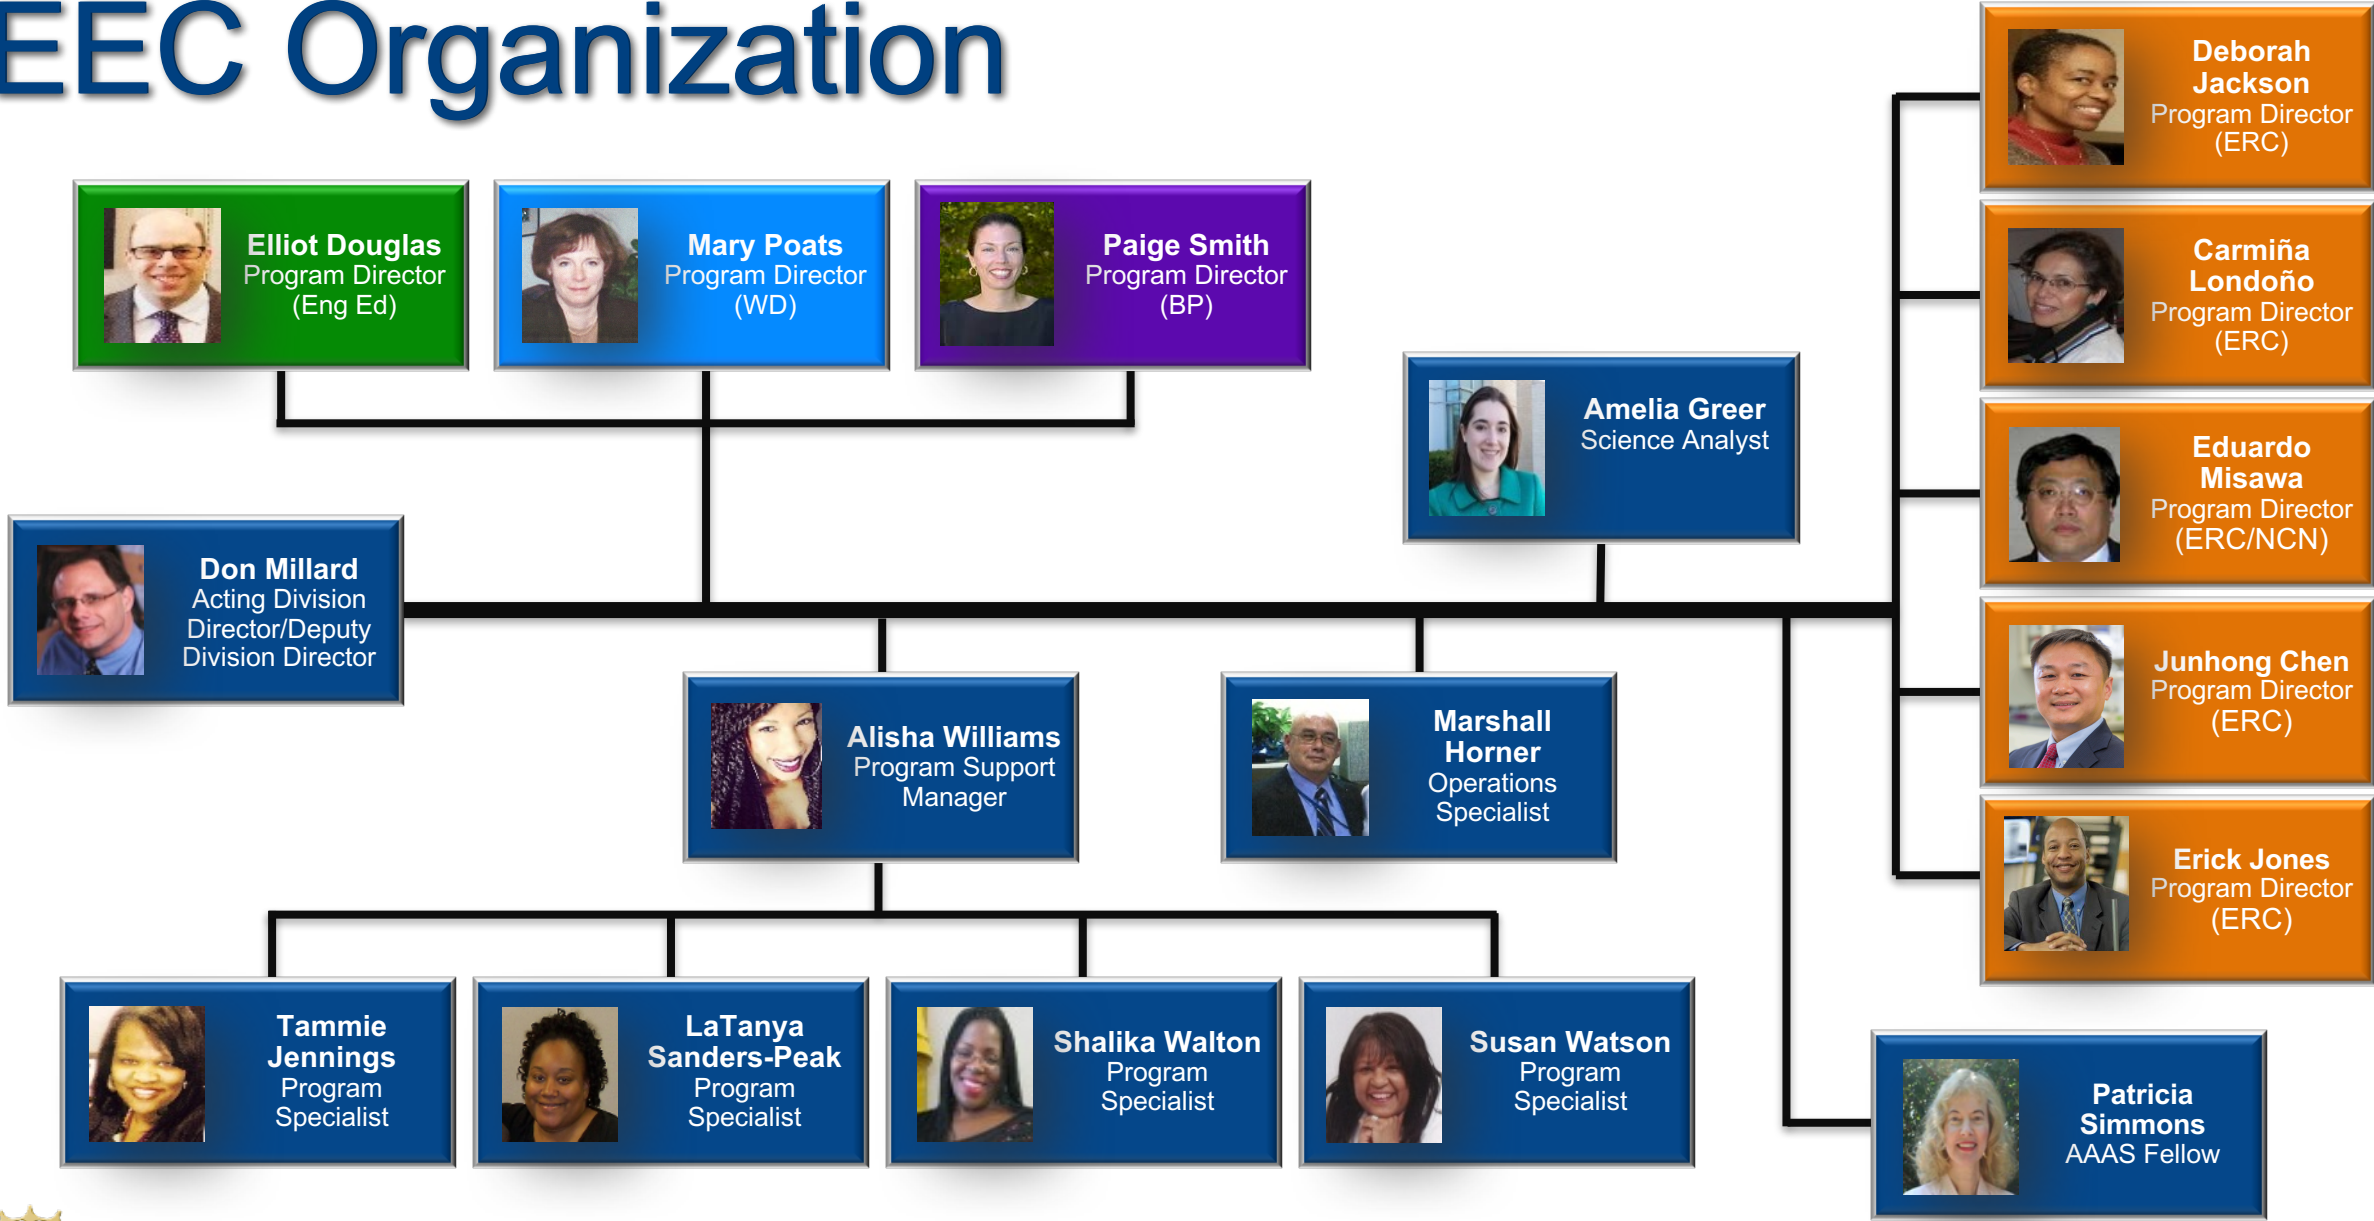 EEC Organization
Elliot Douglas
Program Director
(Eng Ed)
Mary Poats
Program Director
(WD)
Paige Smith
Program Director
(BP)
Amelia Greer
Science Analyst
Don Millard
Acting Division
Director/Deputy
Division Director
Alisha Williams
Program Support
Manager
Marshall
Horner
Operations
Specialist
Tammie
Jennings
Program
Specialist
LaTanya
Sanders-Peak
Program
Specialist
Shalika Walton
Program
Specialist
Susan Watson
Program
Specialist
Deborah
Jackson
Program Director
(ERC)
Carmiña
Londoño
Program Director
(ERC)
Eduardo
Misawa
Program Director
(ERC/NCN)
Junhong Chen
Program Director
(ERC)
Erick Jones
Program Director
(ERC)
Patricia
Simmons
AAAS Fellow